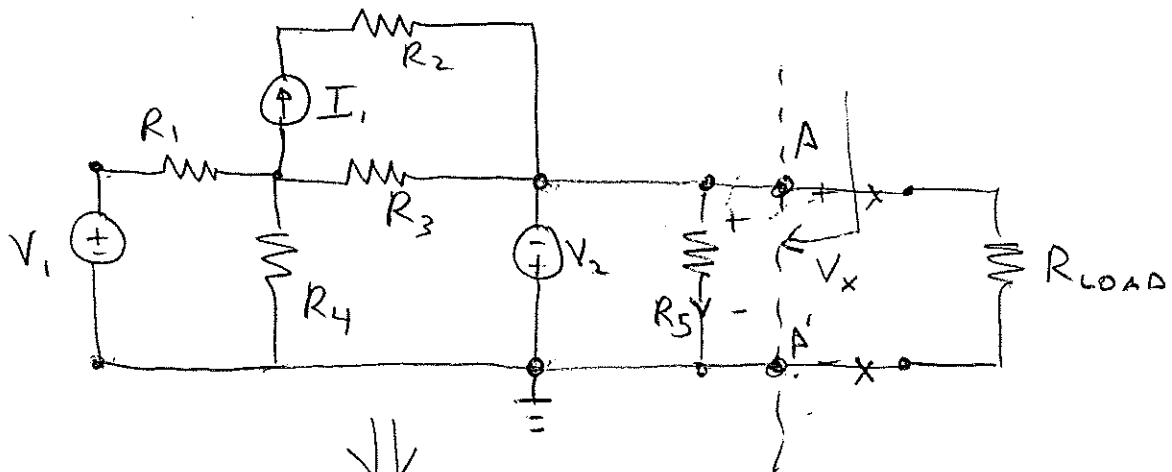 R2
I1
R1
A
R3
V1
+
-
V2
+
+
-
VX
RLOAD
R4
R5
-
A'